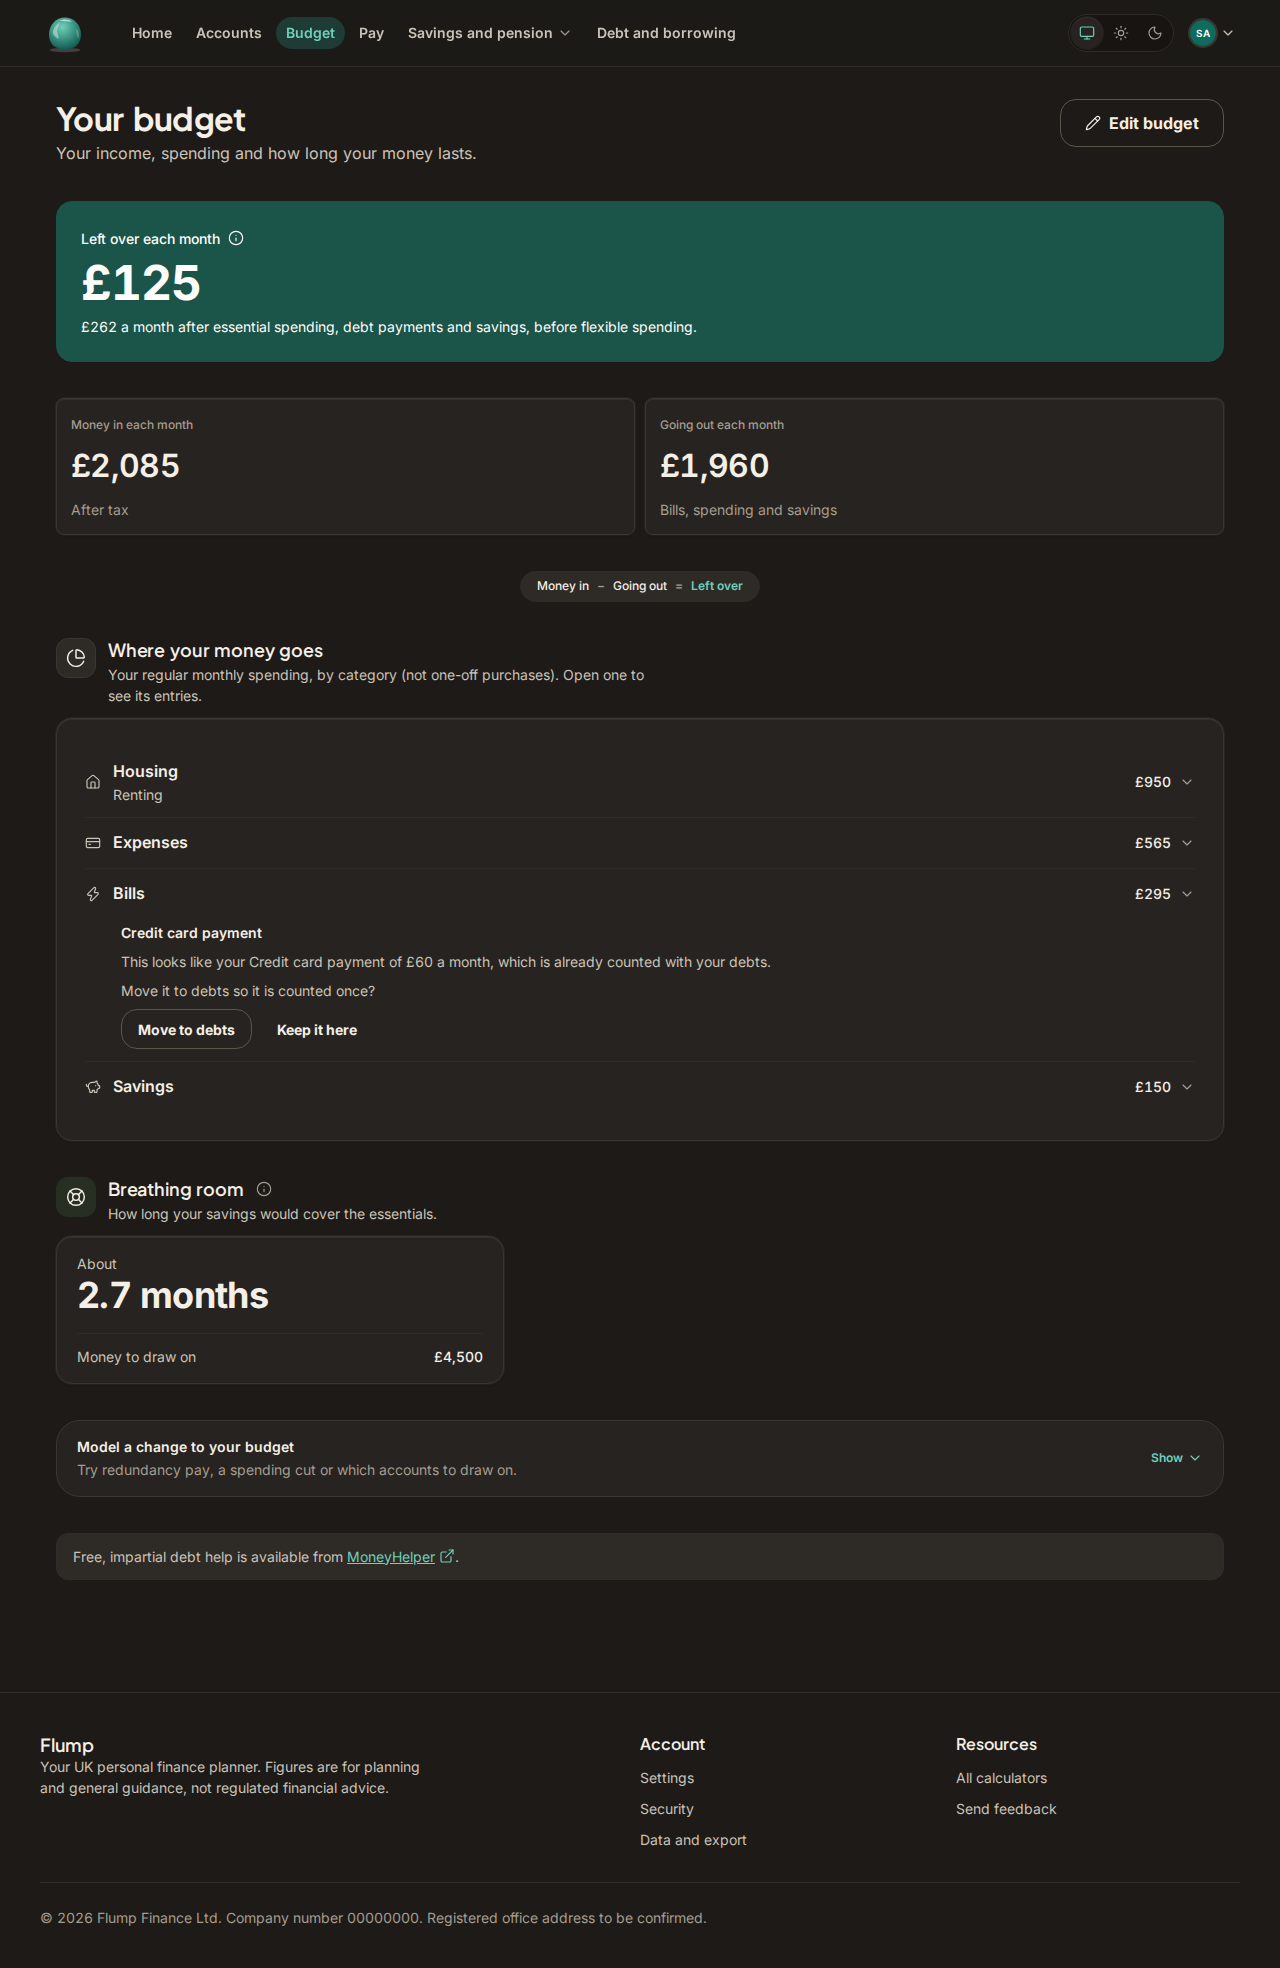 Home Accounts Budget Pay Savings and pension Debt and borrowing SA
Your budget
Edit budget
Your income, spending and how long your money lasts.
Left over each month
£125
£262 a month after essential spending, debt payments and savings, before flexible spending.
Money in each month
£2,085
After tax
Going out each month
£1,960
Bills, spending and savings
Money in − Going out = Left over
Where your money goes
Your regular monthly spending, by category (not one-off purchases). Open one to
see its entries.
Housing
Renting
£950
Expenses £565
Bills £295
Credit card payment
This looks like your Credit card payment of £60 a month, which is already counted with your debts.
Move it to debts so it is counted once?
Move to debts Keep it here
Savings £150
Breathing room
How long your savings would cover the essentials.
About
2.7 months
Money to draw on £4,500
Model a change to your budget
Try redundancy pay, a spending cut or which accounts to draw on.
Show
Free, impartial debt help is available from MoneyHelper.
Flump
Your UK personal finance planner. Figures are for planning
and general guidance, not regulated financial advice.
Account
Settings
Security
Data and export
Resources
All calculators
Send feedback
© 2026 Flump Finance Ltd. Company number 00000000. Registered office address to be confirmed.